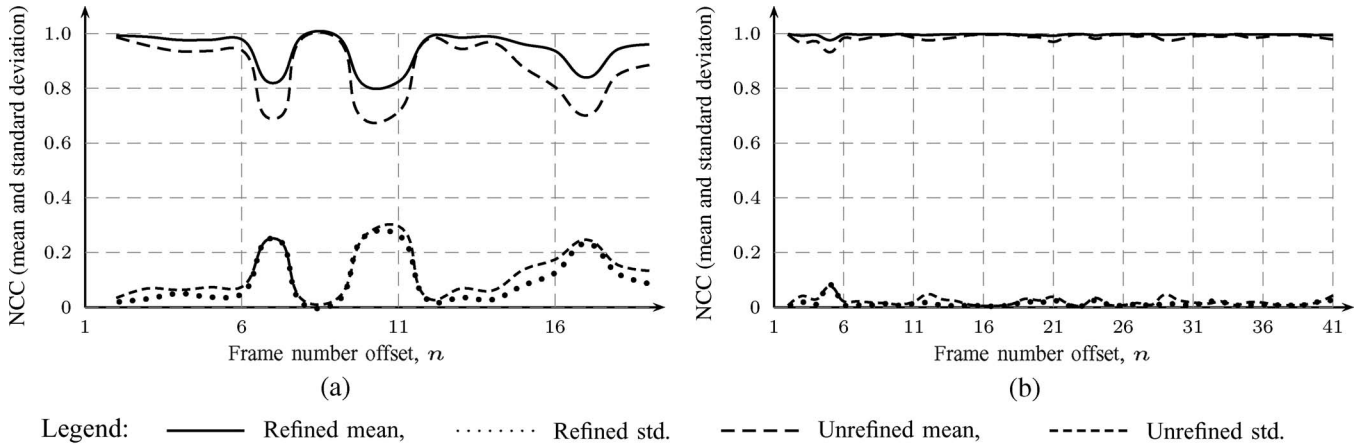 NCC (mean and standard deviation)
1.0
0.8
0.6
0.4
0.2
0
1 6 11 16
Frame number offset, n
(a)
NCC (mean and standard deviaton)
1.0
0.8
0.6
0.4
0.2
0
1 6 11 16 21 26 31 36 41
Frame number offset, n
(b)
Legend: Refined mean, Refined std. Unrefined mean, Unrefined std.